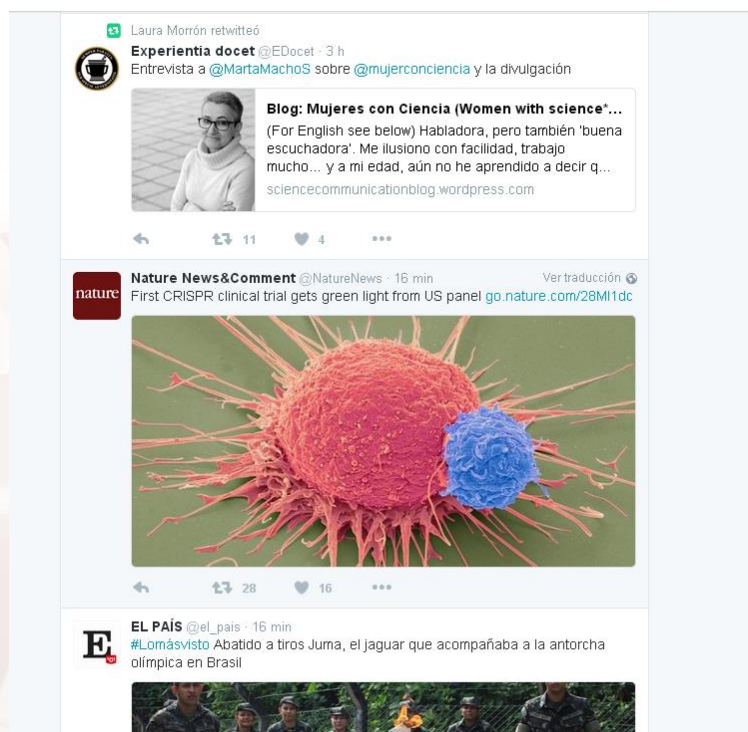 Laura Morrón retwitteó
Experientia docet @EDocet · 3 h
Entrevista a @MartaMachoS sobre @mujerconciencia y la divulgación
Blog: Mujeres con Ciencia (Women with science*...
(For English see below) Habladora, pero también 'buena
escuchadora'. Me ilusiono con facilidad, trabajo
mucho... y a mi edad, aún no he aprendido a decir q...
sciencecommunicationblog.wordpress.com
11 4
Nature News&Comment @NatureNews · 16 min Ver traducción
nature
First CRISPR clinical trial gets green light from US panel go.nature.com/28MI1dc
28 16
EL PAÍS @el_pais · 16 min
E
#Lomásvisto Abatido a tiros Juma, el jaguar que acompañaba a la antorcha
olímpica en Brasil